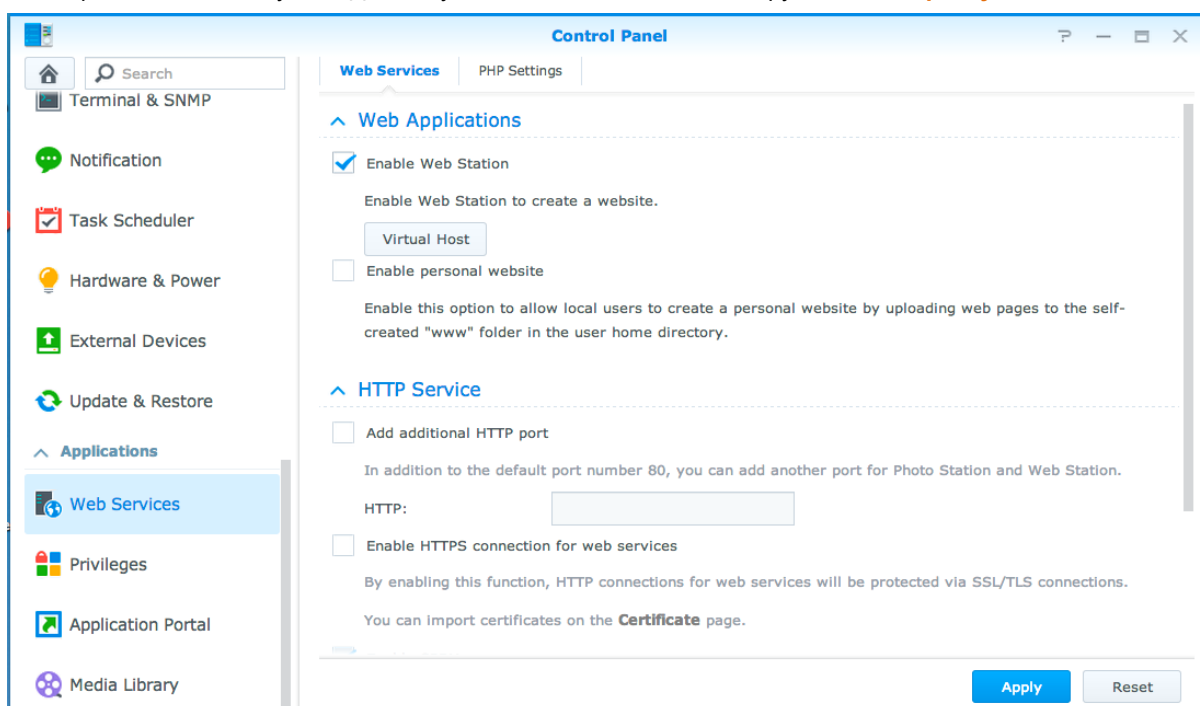 Control Panel
Search
Web Services
PHP Settings
Terminal & SNMP
Notification
Task Scheduler
Hardware & Power
External Devices
Update & Restore
Applications
Web Services
Privileges
Application Portal
Media Library
Web Applications
Enable Web Station
Enable Web Station to create a website.
Virtual Host
Enable personal website
Enable this option to allow local users to create a personal website by uploading web pages to the self-
created "www" folder in the user home directory.
HTTP Service
Add additional HTTP port
In addition to the default port number 80, you can add another port for Photo Station and Web Station.
HTTP:
Enable HTTPS connection for web services
By enabling this function, HTTP connections for web services will be protected via SSL/TLS connections.
You can import certificates on the Certificate page.
Apply
Reset